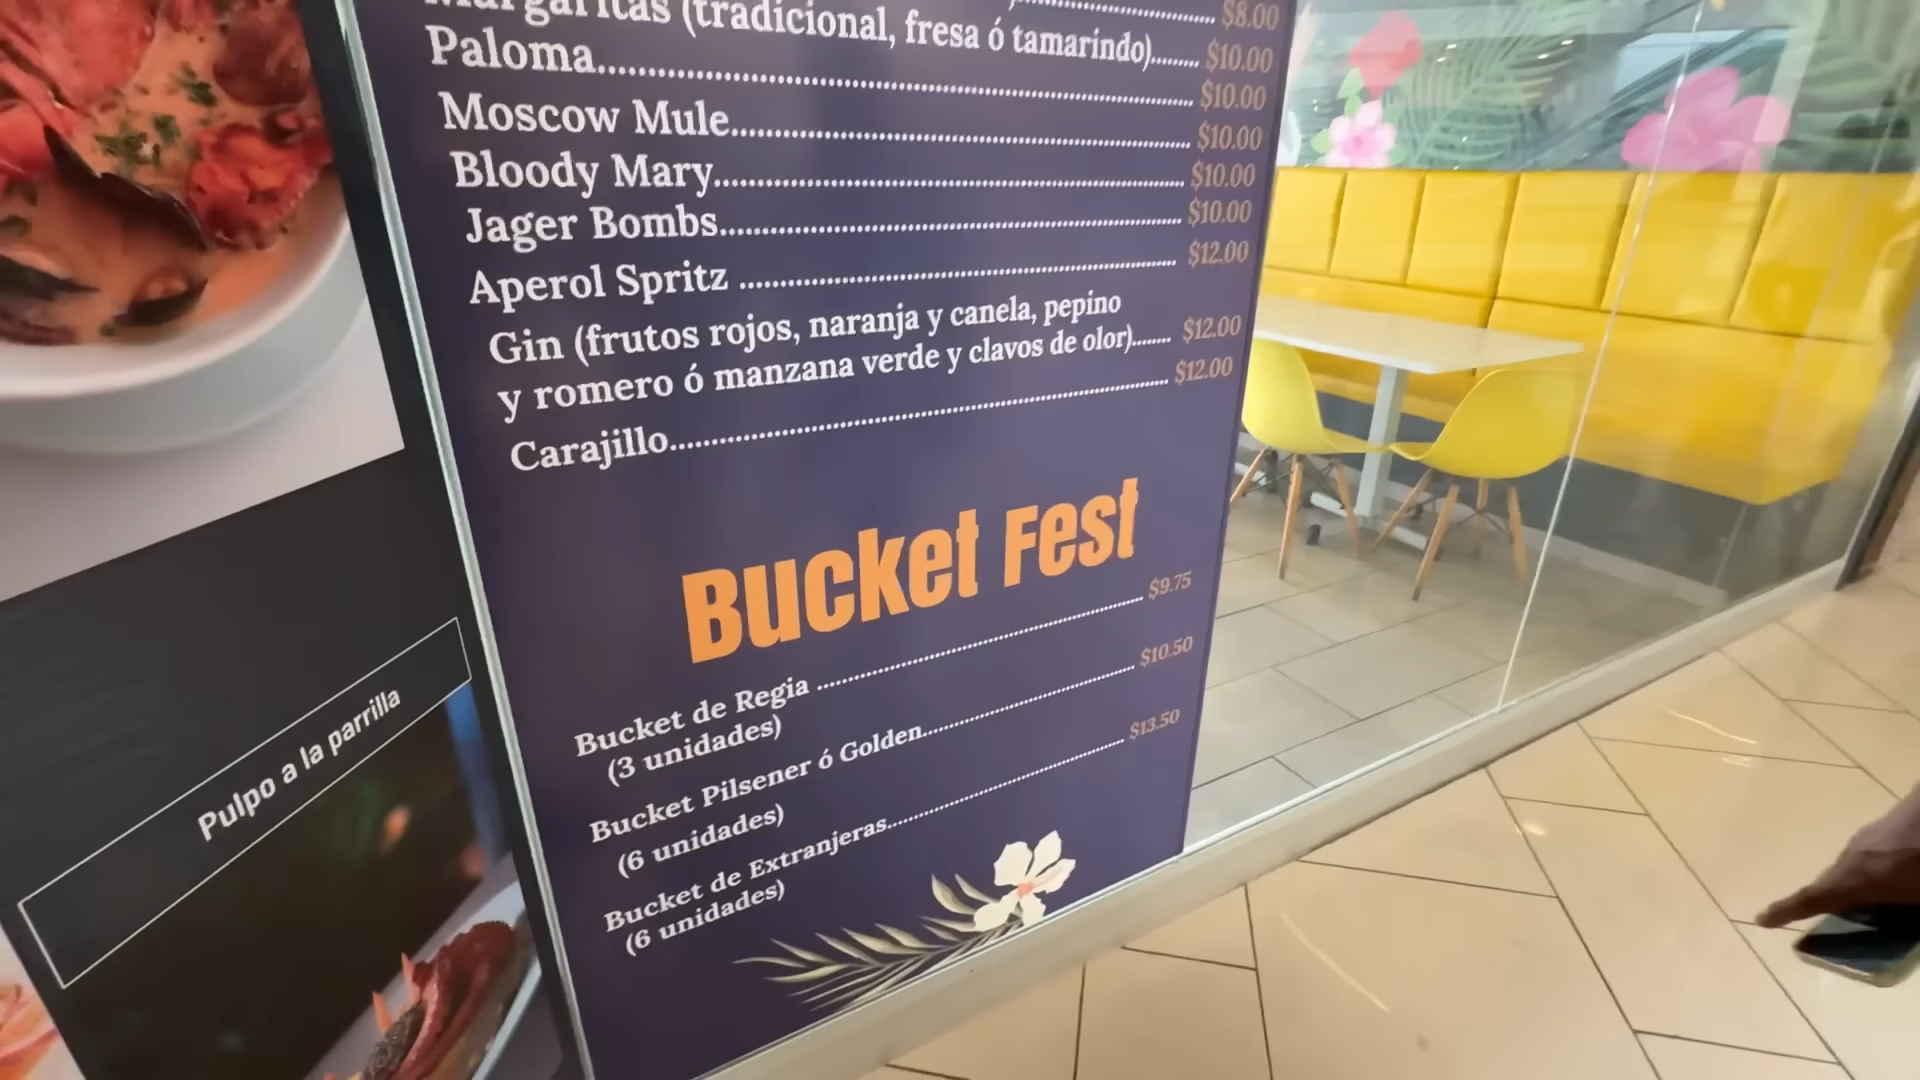 $8.00
Margaritas (tradicional, fresa ó tamarindo)........ $10.00
Paloma........ $10.00
Moscow Mule........ $10.00
Bloody Mary........ $10.00
Jager Bombs........ $10.00
Aperol Spritz ........ $12.00
Gin (frutos rojos, naranja y canela, pepino
y romero ó manzana verde y clavos de olor)....... $12.00
Carajillo........ $12.00
Bucket Fest
Bucket de Regia ........ $9.75
(3 unidades)
Bucket Pilsener ó Golden........ $10.50
(6 unidades)
Bucket de Extranjeras........ $13.50
(6 unidades)
Pulpo a la parrilla